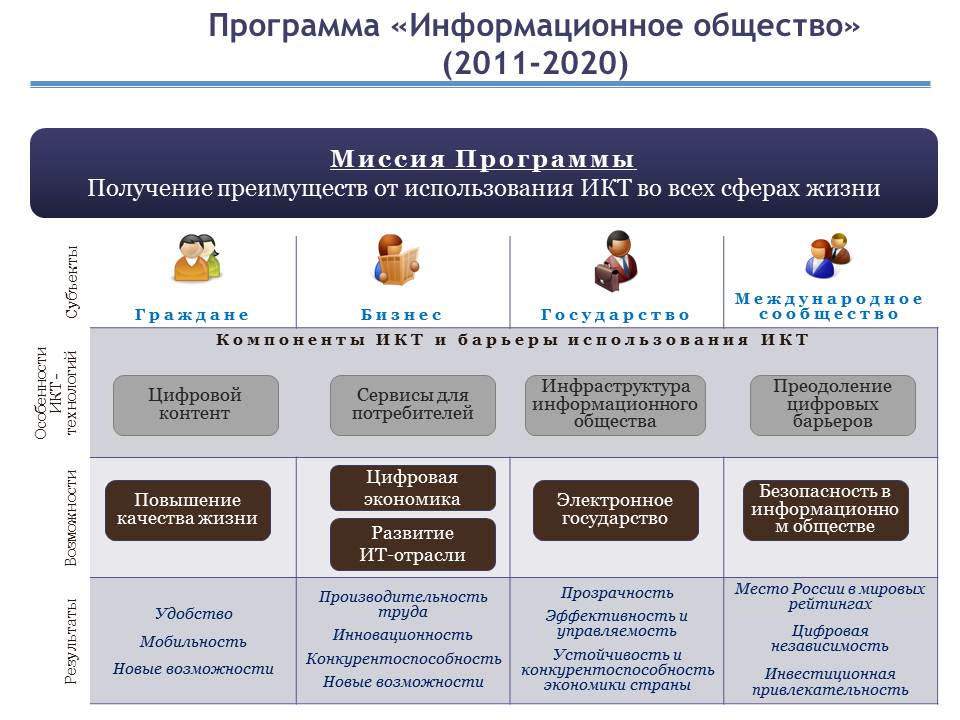 Программа «Информационное общество»
(2011-2020)
Миссия Программы
Получение преимуществ от использования ИКТ во всех сферах жизни
Субъекты
Граждане
Бизнес
Государство
Международное
сообщество
Особенности
ИКТ-
технологий
Компоненты ИКТ и барьеры использования ИКТ
Цифровой
контент
Сервисы для
потребителей
Инфраструктура
информационного
общества
Преодоление
цифровых
барьеров
Возможности
Повышение
качества жизни
Цифровая
экономика
Развитие
ИТ-отрасли
Электронное
государство
Безопасность в
информационно
м обществе
Результаты
Удобство
Мобильность
Новые возможности
Производительность
труда
Инновационность
Конкурентоспособность
Новые возможности
Прозрачность
Эффективность и
управляемость
Устойчивость и
конкурентоспособность
экономики страны
Место России в мировых
рейтингах
Цифровая
независимость
Инвестиционная
привлекательность